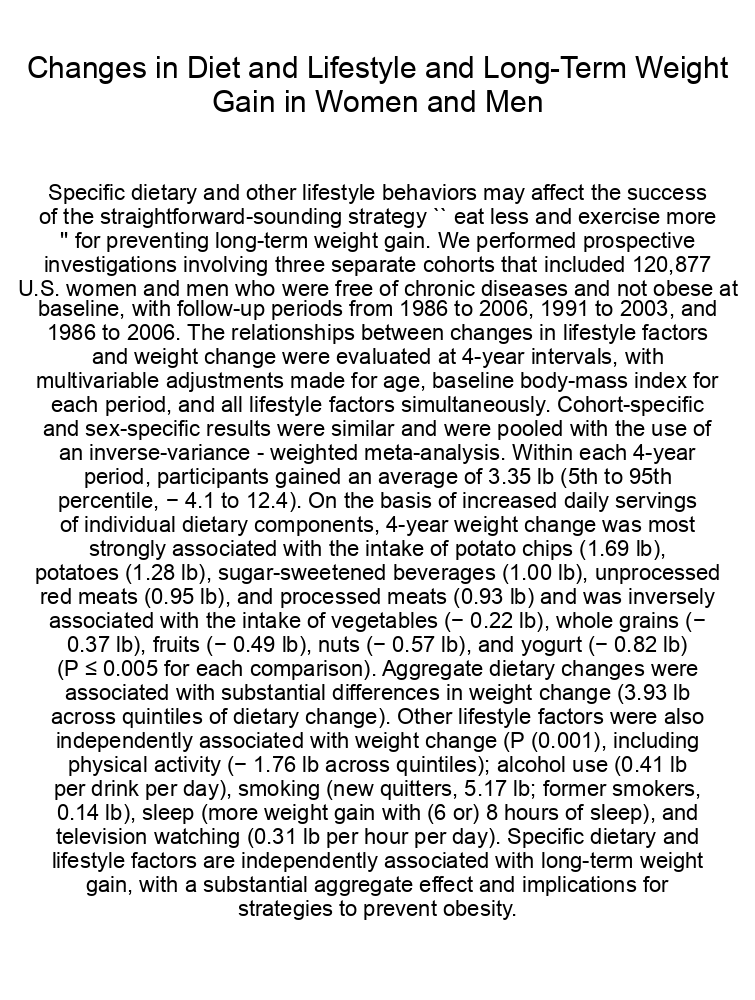 Changes in Diet and Lifestyle and Long-Term Weight
Gain in Women and Men
Specific dietary and other lifestyle behaviors may affect the success
of the straightforward-sounding strategy `` eat less and exercise more
" for preventing long-term weight gain. We performed prospective
investigations involving three separate cohorts that included 120,877
U.S. women and men who were free of chronic diseases and not obese at
baseline, with follow-up periods from 1986 to 2006, 1991 to 2003, and
1986 to 2006. The relationships between changes in lifestyle factors
and weight change were evaluated at 4-year intervals, with
multivariable adjustments made for age, baseline body-mass index for
each period, and all lifestyle factors simultaneously. Cohort-specific
and sex-specific results were similar and were pooled with the use of
an inverse-variance - weighted meta-analysis. Within each 4-year
period, participants gained an average of 3.35 lb (5th to 95th
percentile, − 4.1 to 12.4). On the basis of increased daily servings
of individual dietary components, 4-year weight change was most
strongly associated with the intake of potato chips (1.69 lb),
potatoes (1.28 lb), sugar-sweetened beverages (1.00 lb), unprocessed
red meats (0.95 lb), and processed meats (0.93 lb) and was inversely
associated with the intake of vegetables (− 0.22 lb), whole grains (−
0.37 lb), fruits (− 0.49 lb), nuts (− 0.57 lb), and yogurt (− 0.82 lb)
(P ≤ 0.005 for each comparison). Aggregate dietary changes were
associated with substantial differences in weight change (3.93 lb
across quintiles of dietary change). Other lifestyle factors were also
independently associated with weight change (P (0.001), including
physical activity (− 1.76 lb across quintiles); alcohol use (0.41 lb
per drink per day), smoking (new quitters, 5.17 lb; former smokers,
0.14 lb), sleep (more weight gain with (6 or) 8 hours of sleep), and
television watching (0.31 lb per hour per day). Specific dietary and
lifestyle factors are independently associated with long-term weight
gain, with a substantial aggregate effect and implications for
strategies to prevent obesity.